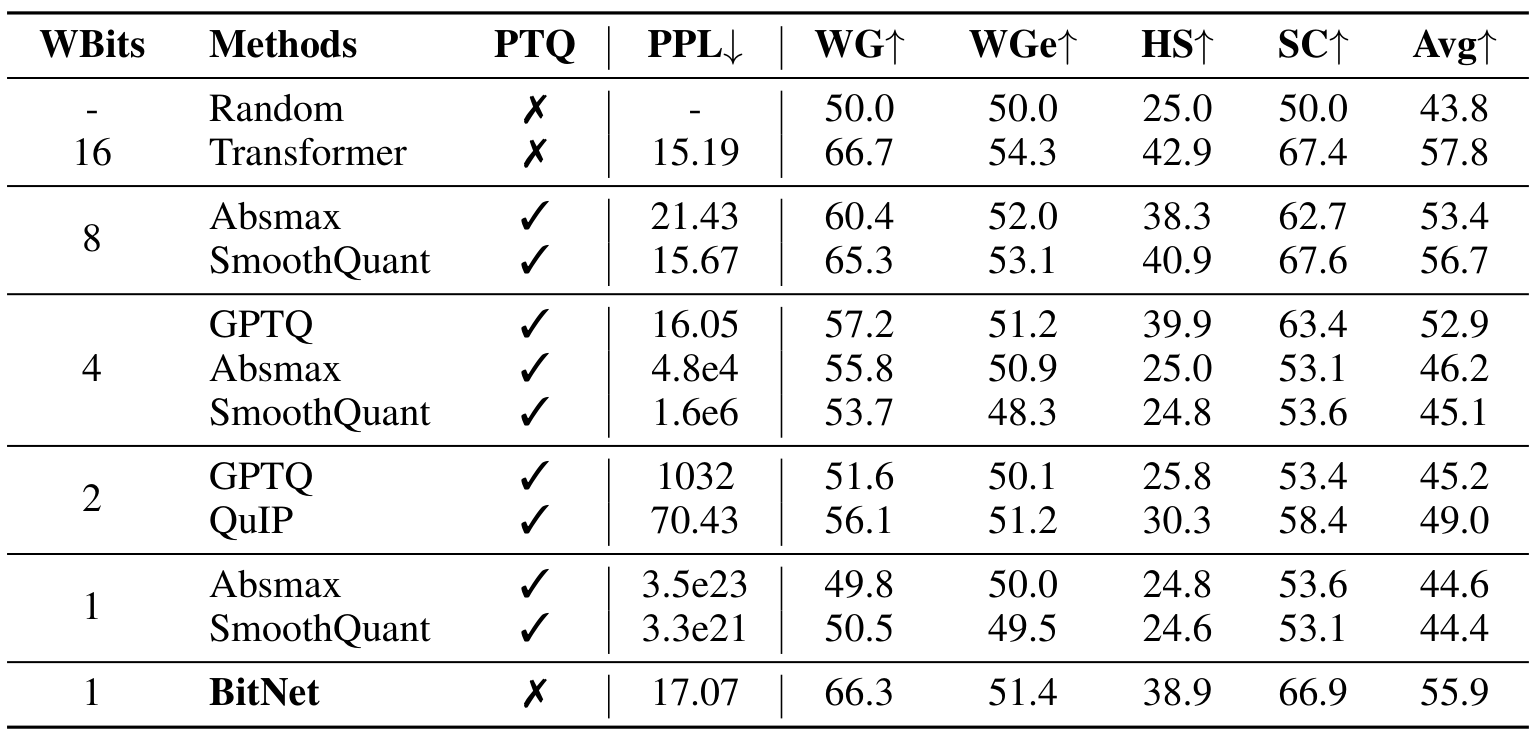 WBits Methods PTQ PPL↓ WG↑ WGe↑ HS↑ SC↑ Avg↑
- Random ✗ - 50.0 50.0 25.0 50.0 43.8
16 Transformer ✗ 15.19 66.7 54.3 42.9 67.4 57.8
8 Absmax ✓ 21.43 60.4 52.0 38.3 62.7 53.4
SmoothQuant ✓ 15.67 65.3 53.1 40.9 67.6 56.7
4 GPTQ ✓ 16.05 57.2 51.2 39.9 63.4 52.9
Absmax ✓ 4.8e4 55.8 50.9 25.0 53.1 46.2
SmoothQuant ✓ 1.6e6 53.7 48.3 24.8 53.6 45.1
2 GPTQ ✓ 1032 51.6 50.1 25.8 53.4 45.2
QuIP ✓ 70.43 56.1 51.2 30.3 58.4 49.0
1 Absmax ✓ 3.5e23 49.8 50.0 24.8 53.6 44.6
SmoothQuant ✓ 3.3e21 50.5 49.5 24.6 53.1 44.4
1 BitNet ✗ 17.07 66.3 51.4 38.9 66.9 55.9